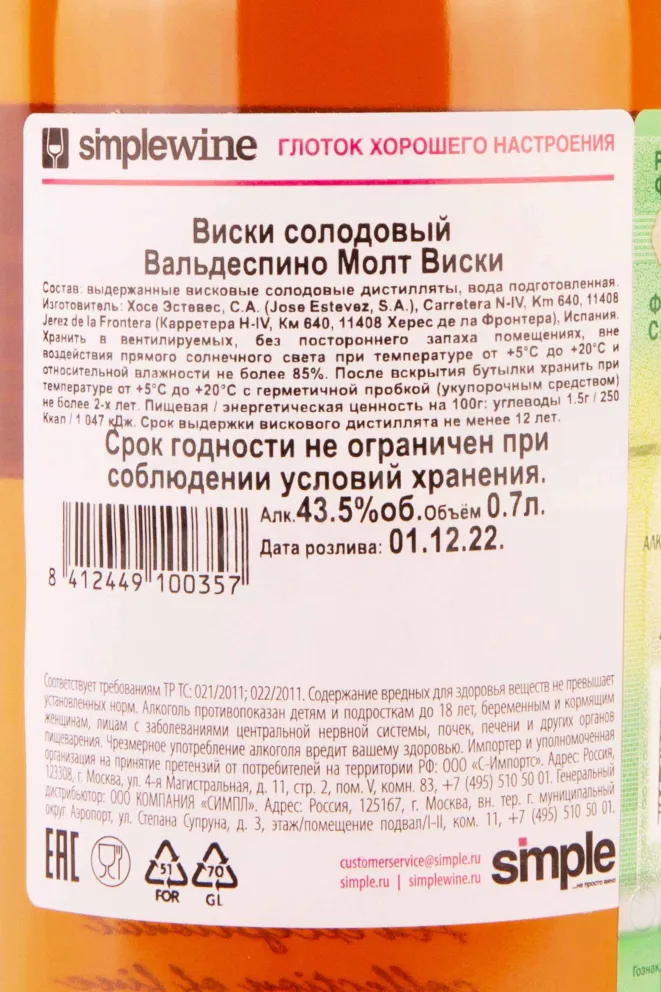 simplewine ГЛОТОК ХОРОШЕГО НАСТРОЕНИЯ
Виски солодовый
Вальдеспино Молт Виски
Состав: выдержанные висковые солодовые дистилляты, вода подготовленная.
Изготовитель: Хосе Эстевес, С.А. (Jose Estevez, S.A.), Carretera N-IV, Km 640, 11408
Jerez de la Frontera (Карретера Н-IV, Км 640, 11408 Херес де ла Фронтера), Испания.
Хранить в вентилируемых, без постороннего запаха помещениях, вне
воздействия прямого солнечного света при температуре от +5°С до +20°С и
относительной влажности не более 85%. После вскрытия бутылки хранить при
температуре от +5°С до +20°С с герметичной пробкой (укупорочным средством)
не более 2-х лет. Пищевая / энергетическая ценность на 100г: углеводы 1.5г / 250
Ккал / 1 047 кДж. Срок выдержки вискового дистиллята не менее 12 лет.
Срок годности не ограничен при
соблюдении условий хранения.
Алк.43.5%об.Объём 0.7л.
Дата розлива: 01.12.22.
8 412449 100357
Соответствует требованиям ТР ТС: 021/2011; 022/2011. Содержание вредных для здоровья веществ не превышает
установленных норм. Алкоголь противопоказан детям и подросткам до 18 лет, беременным и кормящим
женщинам, лицам с заболеваниями центральной нервной системы, почек, печени и других органов
пищеварения. Чрезмерное употребление алкоголя вредит вашему здоровью. Импортер и уполномоченная
организация на принятие претензий от потребителей на территории РФ: ООО «С-Импортс». Адрес: Россия,
123308, г. Москва, ул. 4-я Магистральная, д. 11, стр. 2, пом. V, комн. 83, +7 (495) 510 50 01. Генеральный
дистрибьютор: ООО КОМПАНИЯ «СИМПЛ». Адрес: Россия, 125167, г. Москва, вн. тер. г. муниципальный
округ Аэропорт, ул. Степана Супруна, д. 3, этаж/помещение подвал/I-II, ком. 11, +7 (495) 510 50 01.
EAC
51
FOR
70
GL
customerservice@simple.ru
simple.ru | simplewine.ru
simple
...не просто вино
АЛК
Гознак
collection of fine